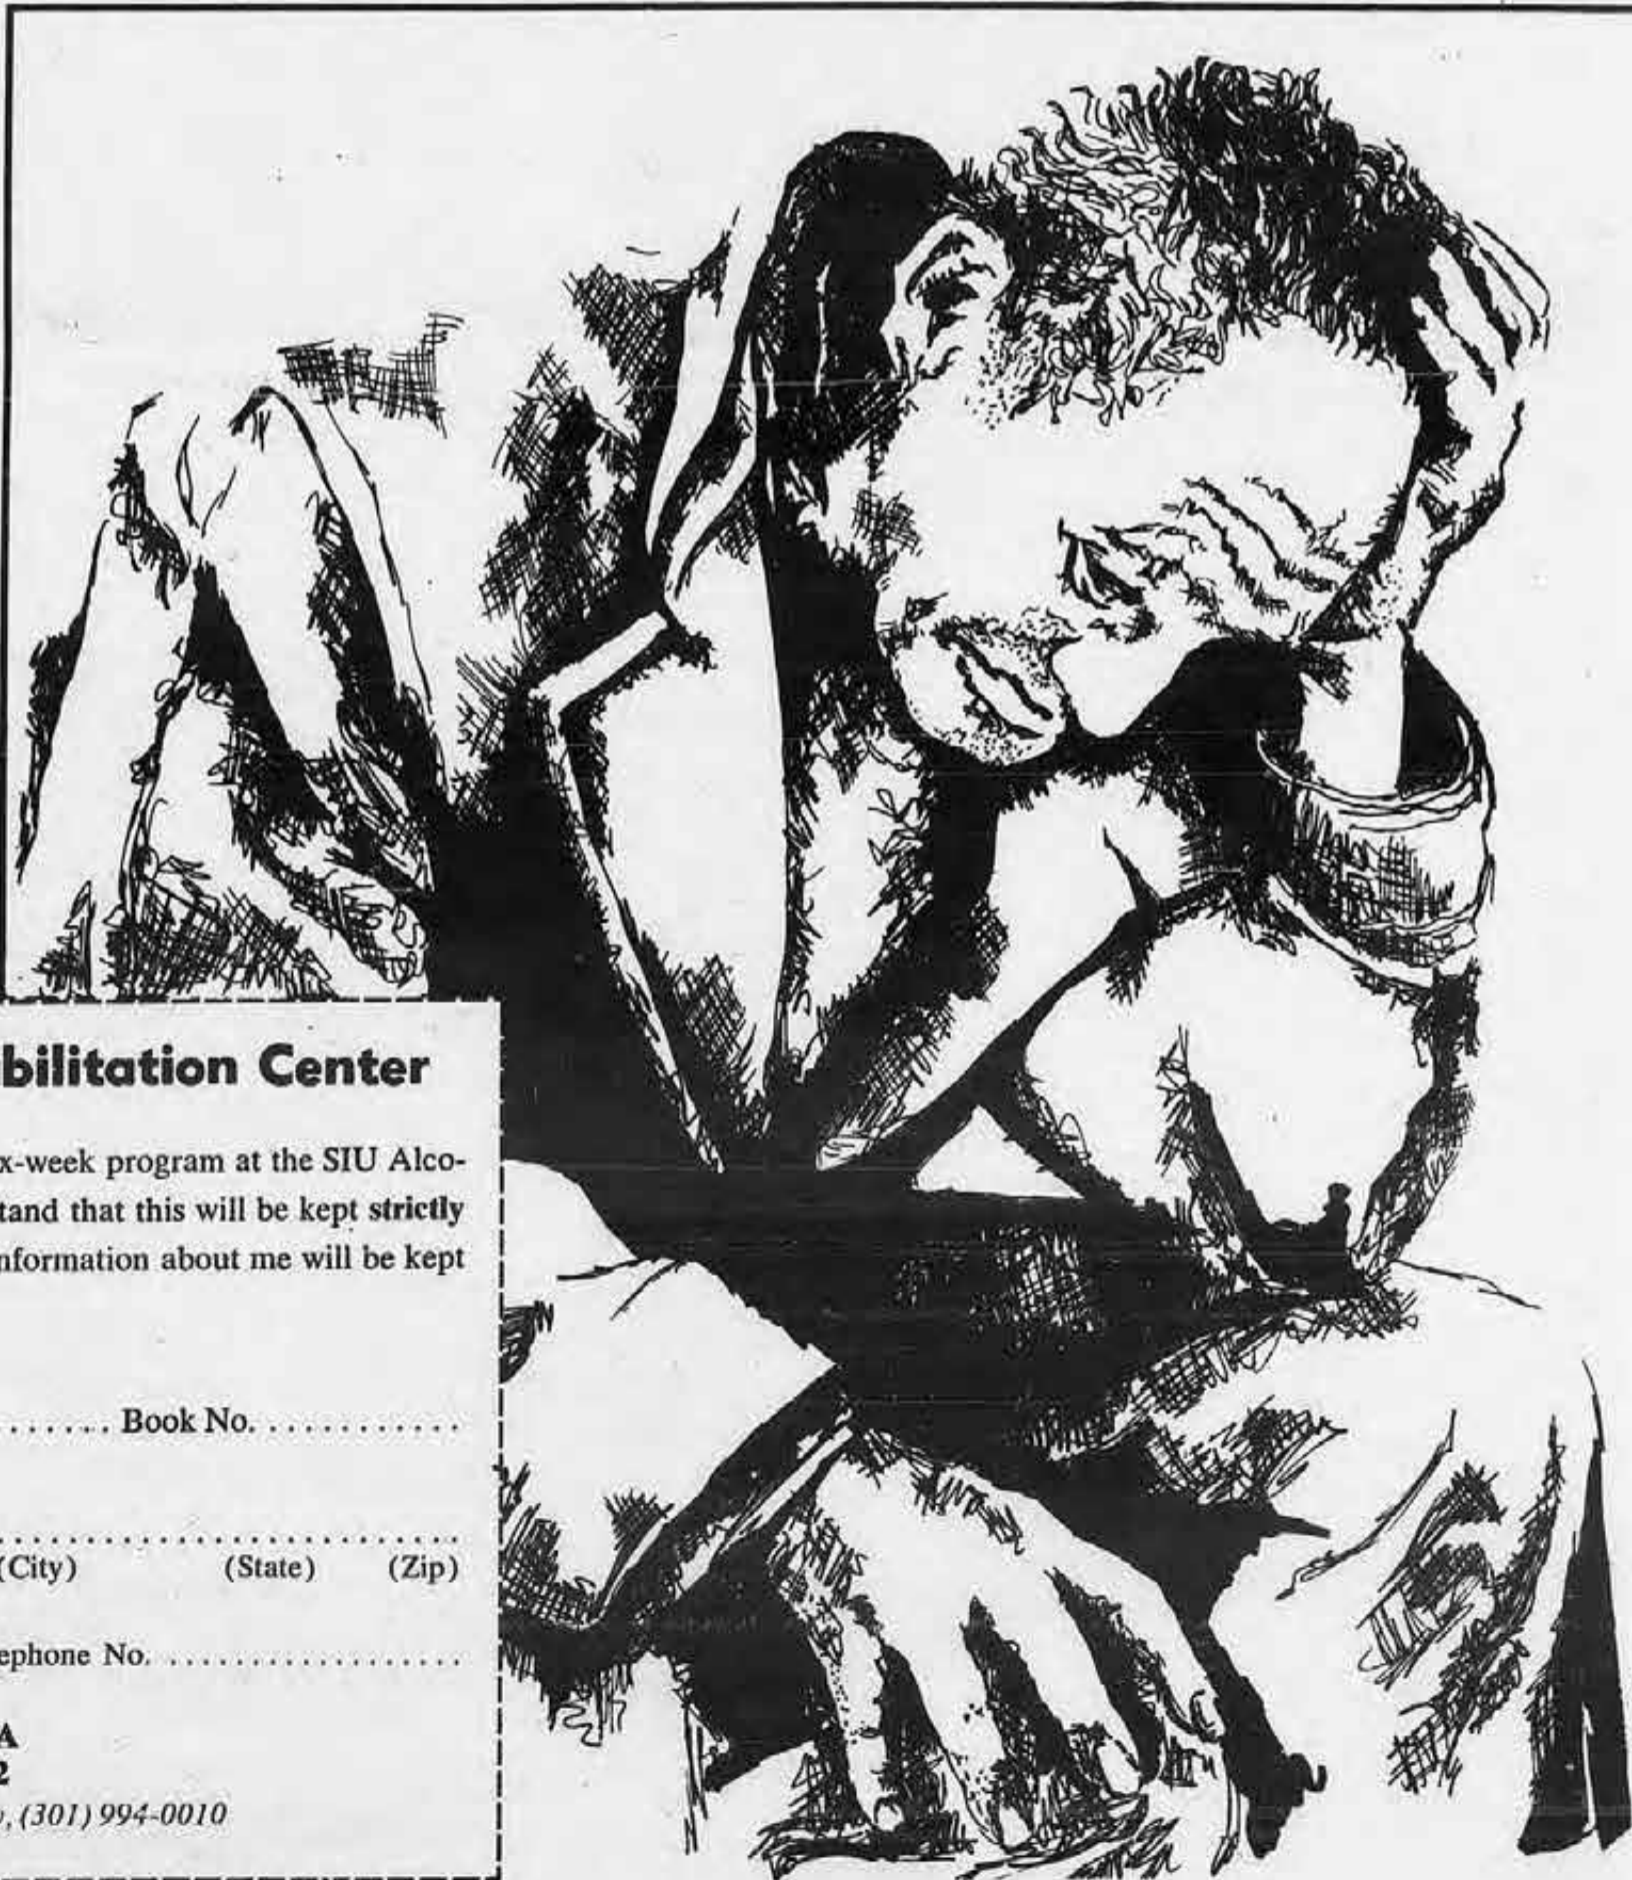 bilitation Center
x-week program at the SIU Alco-
tand that this will be kept strictly
nformation about me will be kept
....... Book No. ............
..............................
(City) (State) (Zip)
ephone No. ..................
A
2
, (301) 994-0010